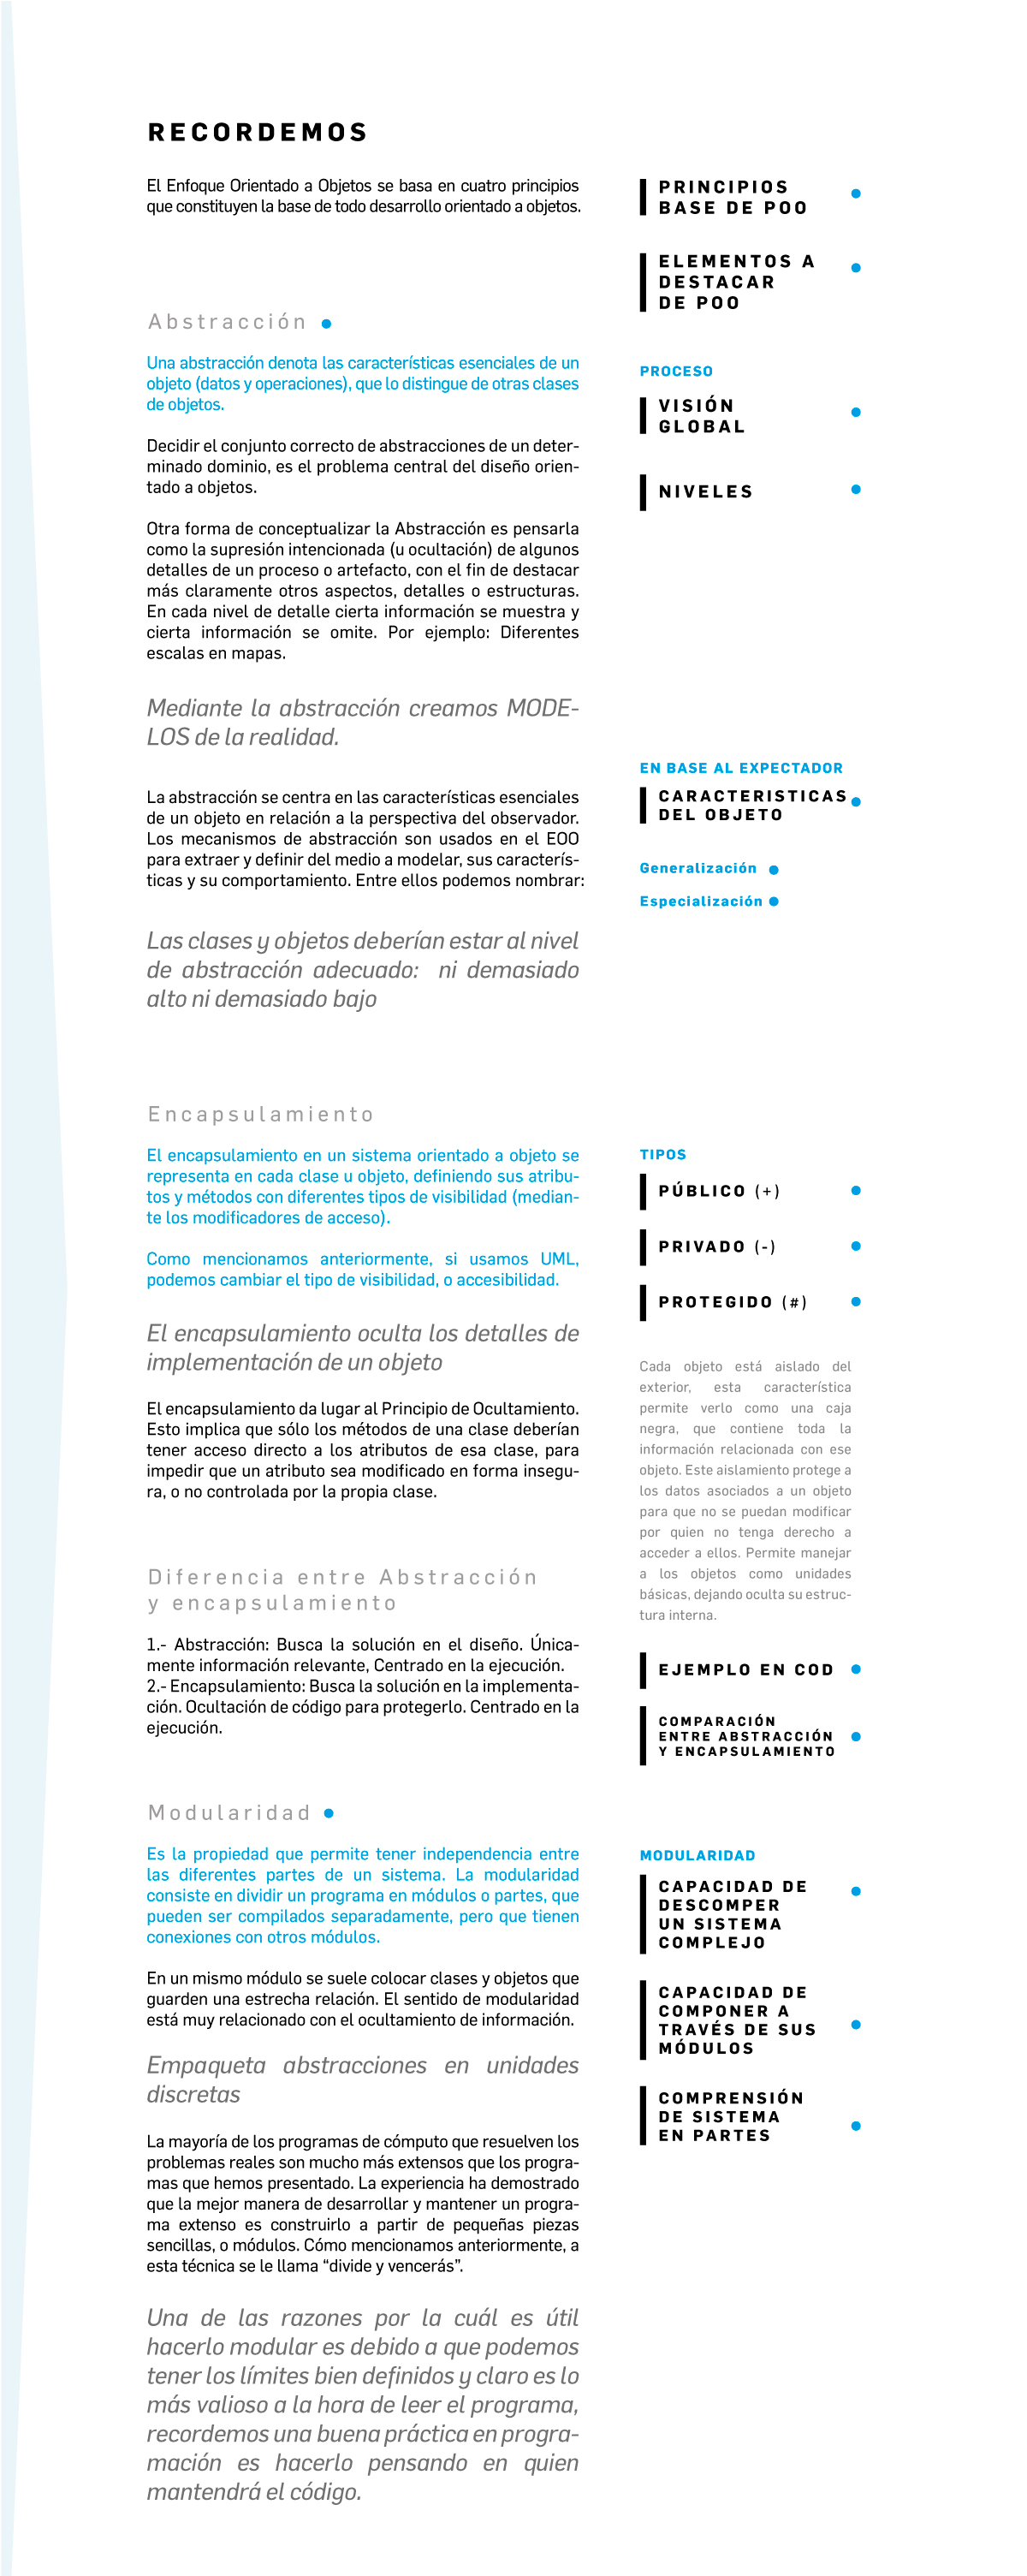 RECORDEMOS
El Enfoque Orientado a Objetos se basa en cuatro principios
que constituyen la base de todo desarrollo orientado a objetos.
PRINCIPIOS
BASE DE POO
ELEMENTOS A
DESTACAR
DE POO
Abstracción
Una abstracción denota las características esenciales de un
objeto (datos y operaciones), que lo distingue de otras clases
de objetos.
Decidir el conjunto correcto de abstracciones de un deter-
minado dominio, es el problema central del diseño orien-
tado a objetos.
Otra forma de conceptualizar la Abstracción es pensarla
como la supresión intencionada (u ocultación) de algunos
detalles de un proceso o artefacto, con el fin de destacar
más claramente otros aspectos, detalles o estructuras.
En cada nivel de detalle cierta información se muestra y
cierta información se omite. Por ejemplo: Diferentes
escalas en mapas.
PROCESO
VISIÓN
GLOBAL
NIVELES
Mediante la abstracción creamos MODE-
LOS de la realidad.
La abstracción se centra en las características esenciales
de un objeto en relación a la perspectiva del observador.
Los mecanismos de abstracción son usados en el EOO
para extraer y definir del medio a modelar, sus caracterís-
ticas y su comportamiento. Entre ellos podemos nombrar:
EN BASE AL EXPECTADOR
CARACTERISTICAS
DEL OBJETO
Generalización
Especialización
Las clases y objetos deberían estar al nivel
de abstracción adecuado: ni demasiado
alto ni demasiado bajo
Encapsulamiento
El encapsulamiento en un sistema orientado a objeto se
representa en cada clase u objeto, definiendo sus atribu-
tos y métodos con diferentes tipos de visibilidad (median-
te los modificadores de acceso).
Como mencionamos anteriormente, si usamos UML,
podemos cambiar el tipo de visibilidad, o accesibilidad.
El encapsulamiento oculta los detalles de
implementación de un objeto
El encapsulamiento da lugar al Principio de Ocultamiento.
Esto implica que sólo los métodos de una clase deberían
tener acceso directo a los atributos de esa clase, para
impedir que un atributo sea modificado en forma insegu-
ra, o no controlada por la propia clase.
TIPOS
PÚBLICO (+)
PRIVADO (-)
PROTEGIDO (#)
Cada objeto está aislado del
exterior, esta característica
permite verlo como una caja
negra, que contiene toda la
información relacionada con ese
objeto. Este aislamiento protege a
los datos asociados a un objeto
para que no se puedan modificar
por quien no tenga derecho a
acceder a ellos. Permite manejar
a los objetos como unidades
básicas, dejando oculta su estruc-
tura interna.
Diferencia entre Abstracción
y encapsulamiento
1.- Abstracción: Busca la solución en el diseño. Única-
mente información relevante, Centrado en la ejecución.
2.- Encapsulamiento: Busca la solución en la implementa-
ción. Ocultación de código para protegerlo. Centrado en la
ejecución.
EJEMPLO EN COD
COMPARACIÓN
ENTRE ABSTRACCIÓN
Y ENCAPSULAMIENTO
Modularidad
Es la propiedad que permite tener independencia entre
las diferentes partes de un sistema. La modularidad
consiste en dividir un programa en módulos o partes, que
pueden ser compilados separadamente, pero que tienen
conexiones con otros módulos.
En un mismo módulo se suele colocar clases y objetos que
guarden una estrecha relación. El sentido de modularidad
está muy relacionado con el ocultamiento de información.
Empaqueta abstracciones en unidades
discretas
MODULARIDAD
CAPACIDAD DE
DESCOMPER
UN SISTEMA
COMPLEJO
CAPACIDAD DE
COMPONER A
TRAVÉS DE SUS
MÓDULOS
COMPRENSIÓN
DE SISTEMA
EN PARTES
La mayoría de los programas de cómputo que resuelven los
problemas reales son mucho más extensos que los progra-
mas que hemos presentado. La experiencia ha demostrado
que la mejor manera de desarrollar y mantener un progra-
ma extenso es construirlo a partir de pequeñas piezas
sencillas, o módulos. Cómo mencionamos anteriormente, a
esta técnica se le llama “divide y vencerás”.
Una de las razones por la cuál es útil
hacerlo modular es debido a que podemos
tener los límites bien definidos y claro es lo
más valioso a la hora de leer el programa,
recordemos una buena práctica en progra-
mación es hacerlo pensando en quien
mantendrá el código.